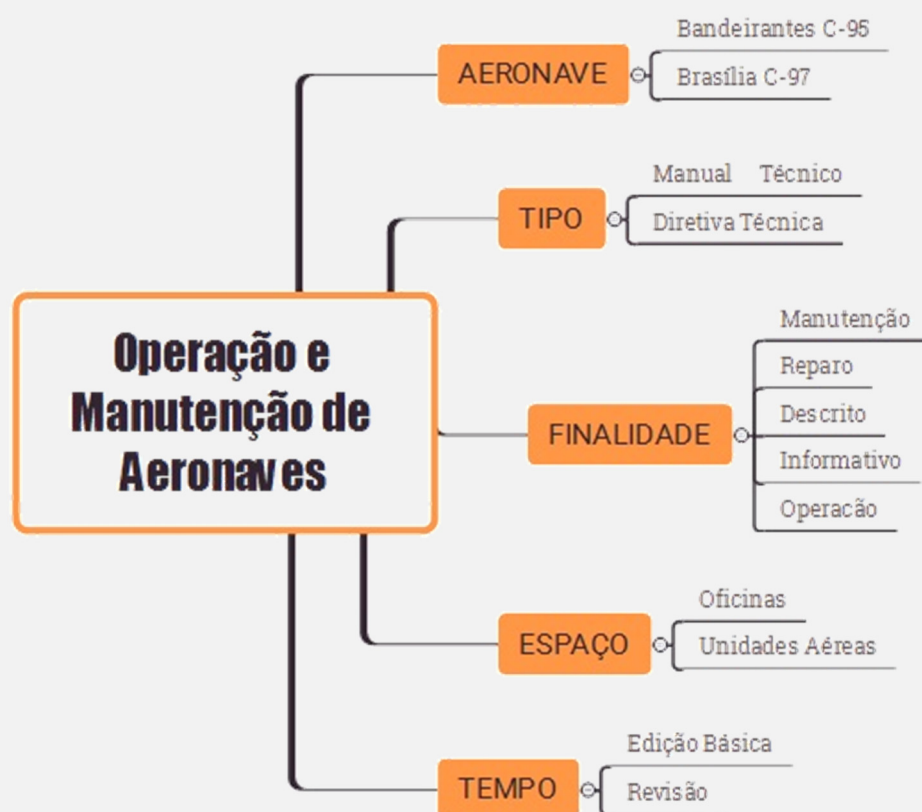 Bandeirantes C-95
AERONAVE
Brasília C-97
Manual Técnico
TIPO
Diretiva Técnica
Operação e
Manutenção de
Aeronaves
Manutenção
Reparo
FINALIDADE
Descrito
Informativo
Operacão
Oficinas
ESPAÇO
Unidades Aéreas
Edição Básica
TEMPO
Revisão